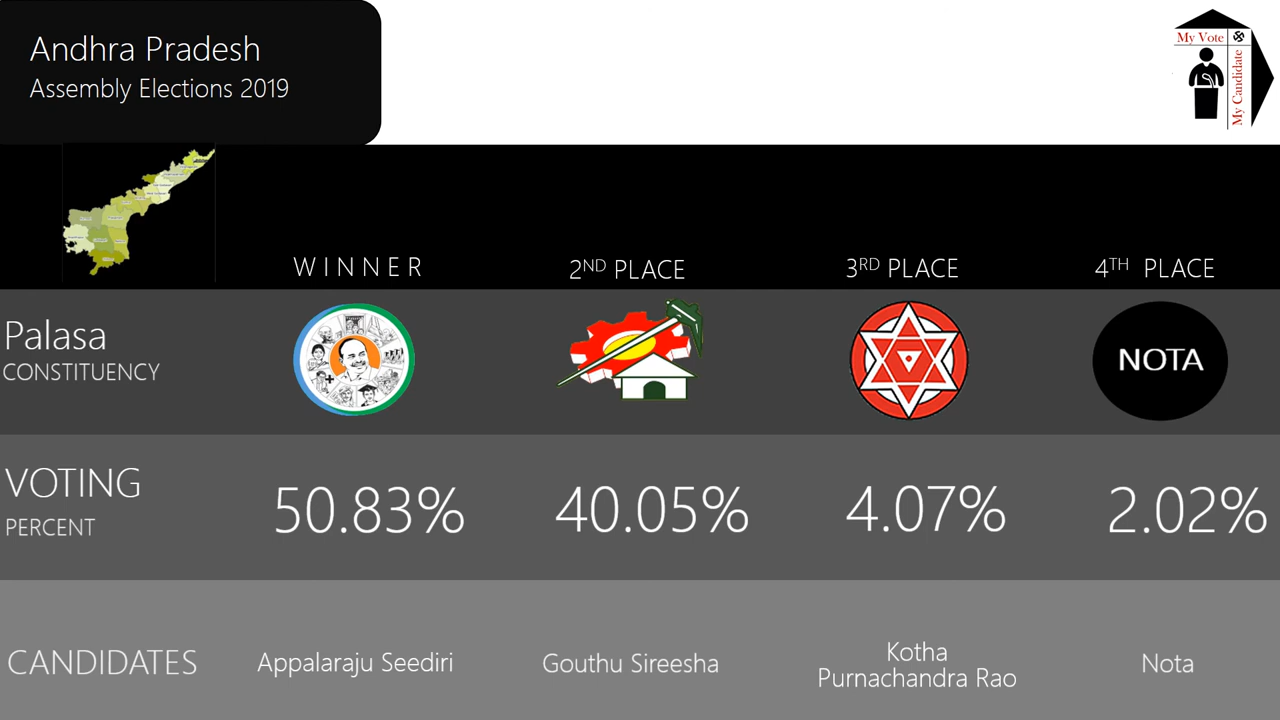 Andhra Pradesh
Assembly Elections 2019
My Vote
My Candidate
WINNER
2ND PLACE
3RD PLACE
4TH PLACE
Palasa
CONSTITUENCY
NOTA
VOTING
PERCENT
50.83%
40.05%
4.07%
2.02%
CANDIDATES
Appalaraju Seediri
Gouthu Sireesha
Kotha
Purnachandra Rao
Nota